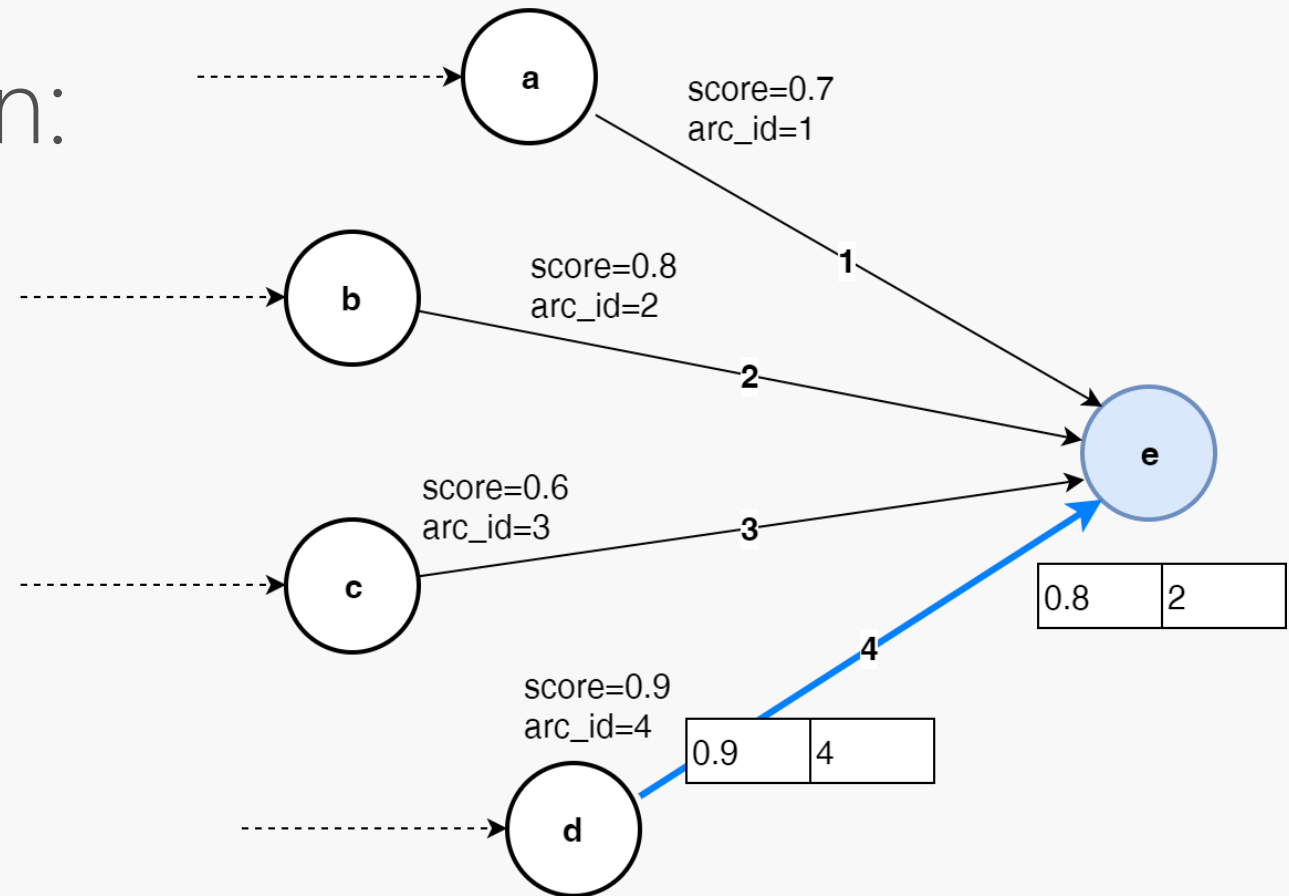 n:
a
score=0.7
arc_id=1
1
b
score=0.8
arc_id=2
2
e
c
score=0.6
arc_id=3
3
0.8 2
4
d
score=0.9
arc_id=4
0.9 4